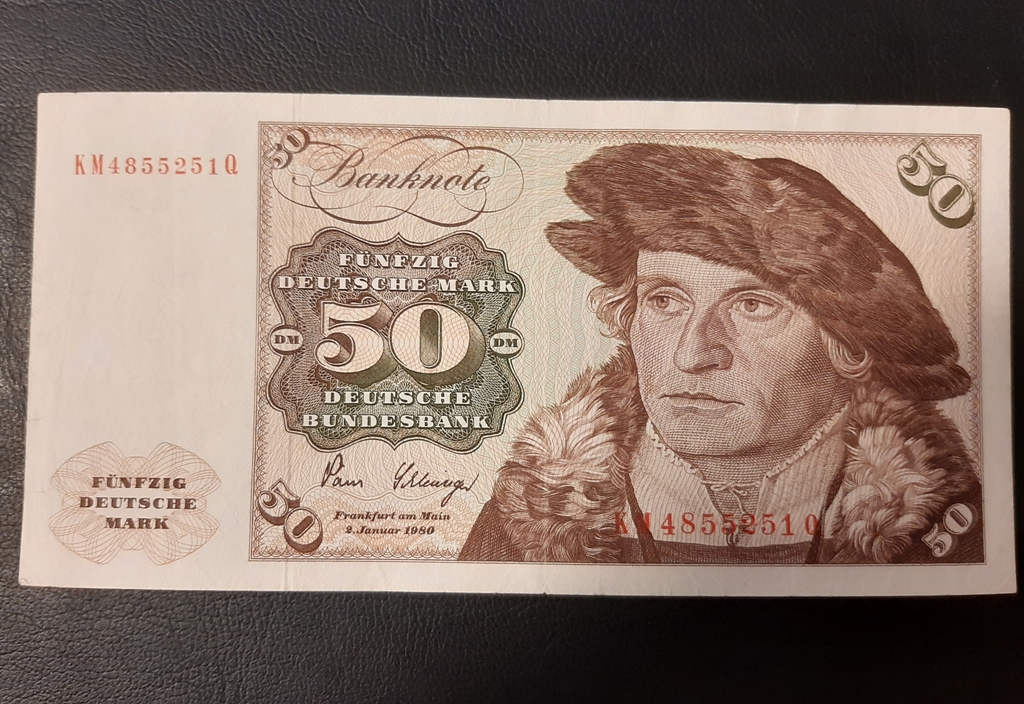 KM4855251Q
50
Banknote
50
FÜNFZIG
DEUTSCHE MARK
DM 50 DM
DEUTSCHE
BUNDESBANK
FÜNFZIG
DEUTSCHE
MARK
50
Frankfurt am Main
2. Januar 1980
KM4855251Q
50